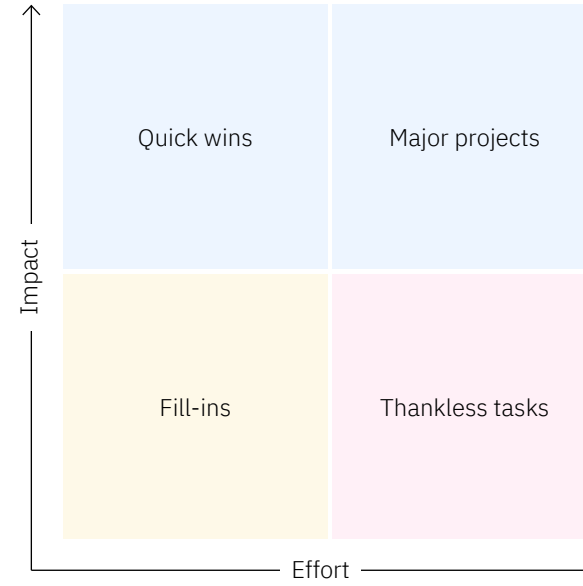 Quick wins
Major projects
Impact
Fill-ins
Thankless tasks
Effort